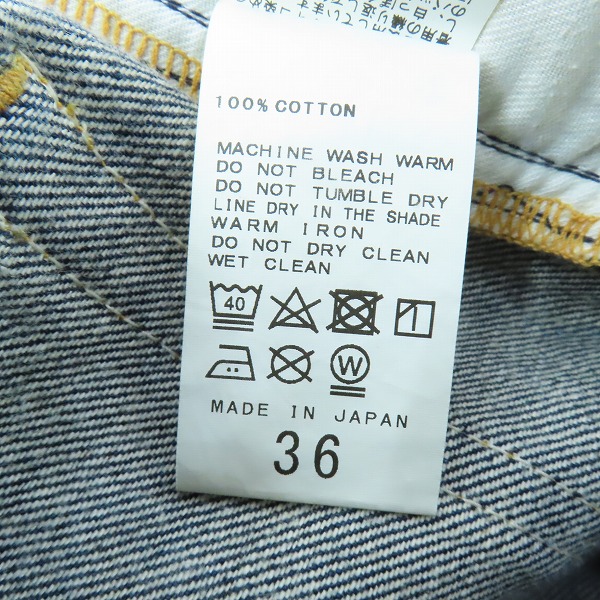 100% COTTON
MACHINE WASH WARM
DO NOT BLEACH
DO NOT TUMBLE DRY
LINE DRY IN THE SHADE
WARM IRON
DO NOT DRY CLEAN
WET CLEAN
40
W
MADE IN JAPAN
36